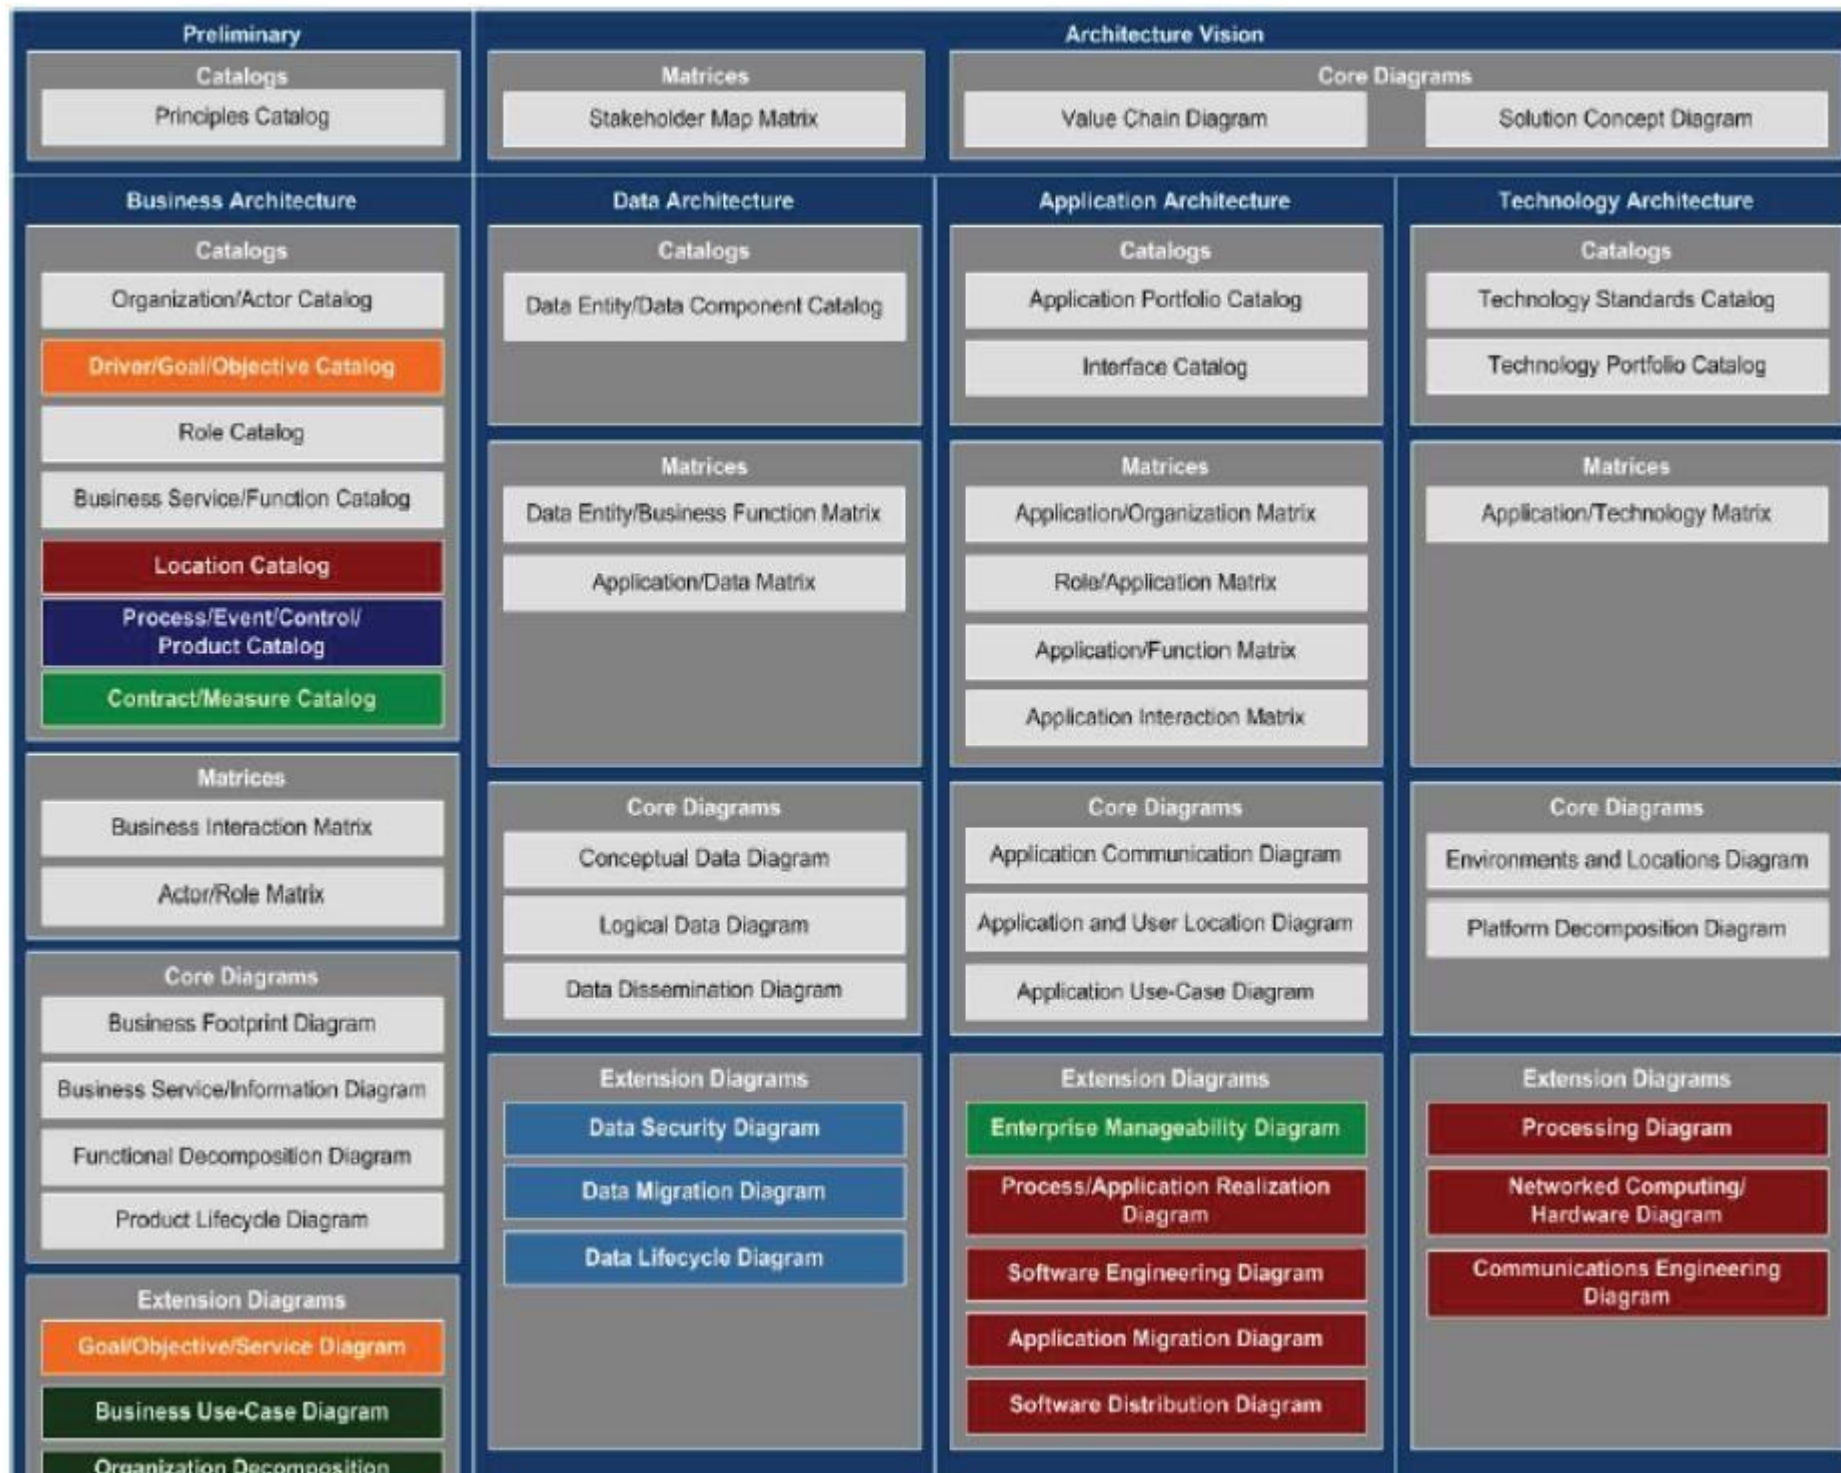 Preliminary
Catalogs
Principles Catalog
Architecture Vision
Matrices
Stakeholder Map Matrix
Core Diagrams
Value Chain Diagram
Solution Concept Diagram
Business Architecture
Catalogs
Organization/Actor Catalog
Driver/Goal/Objective Catalog
Role Catalog
Business Service/Function Catalog
Location Catalog
Process/Event/Control/
Product Catalog
Contract/Measure Catalog
Matrices
Business Interaction Matrix
Actor/Role Matrix
Core Diagrams
Business Footprint Diagram
Business Service/Information Diagram
Functional Decomposition Diagram
Product Lifecycle Diagram
Extension Diagrams
Goal/Objective/Service Diagram
Business Use-Case Diagram
Organization Decomposition
Data Architecture
Catalogs
Data Entity/Data Component Catalog
Matrices
Data Entity/Business Function Matrix
Application/Data Matrix
Core Diagrams
Conceptual Data Diagram
Logical Data Diagram
Data Dissemination Diagram
Extension Diagrams
Data Security Diagram
Data Migration Diagram
Data Lifecycle Diagram
Application Architecture
Catalogs
Application Portfolio Catalog
Interface Catalog
Matrices
Application/Organization Matrix
Role/Application Matrix
Application/Function Matrix
Application Interaction Matrix
Core Diagrams
Application Communication Diagram
Application and User Location Diagram
Application Use-Case Diagram
Extension Diagrams
Enterprise Manageability Diagram
Process/Application Realization
Diagram
Software Engineering Diagram
Application Migration Diagram
Software Distribution Diagram
Technology Architecture
Catalogs
Technology Standards Catalog
Technology Portfolio Catalog
Matrices
Application/Technology Matrix
Core Diagrams
Environments and Locations Diagram
Platform Decomposition Diagram
Extension Diagrams
Processing Diagram
Networked Computing/
Hardware Diagram
Communications Engineering
Diagram